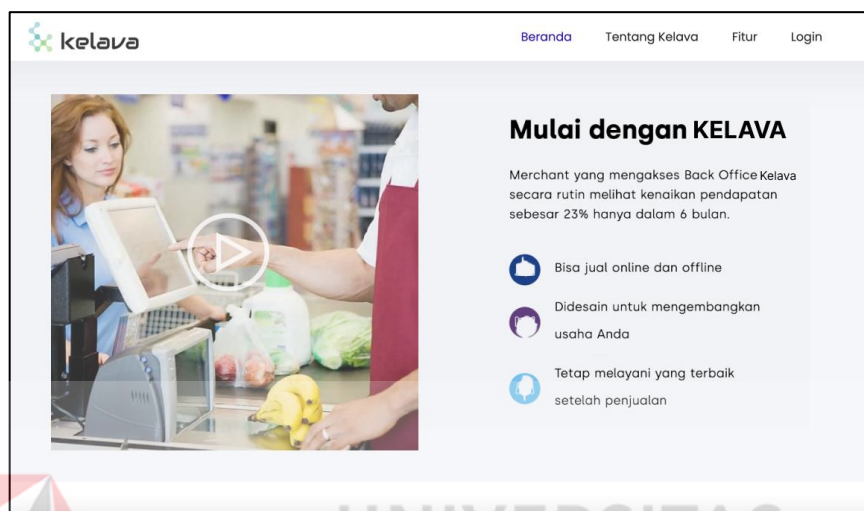 kelava
Beranda Tentang Kelava Fitur Login
Mulai dengan KELAVA
Merchant yang mengakses Back Office Kelava
secara rutin melihat kenaikan pendapatan
sebesar 23% hanya dalam 6 bulan.
Bisa jual online dan offline
Didesain untuk mengembangkan
usaha Anda
Tetap melayani yang terbaik
setelah penjualan
UNIVERSITAS